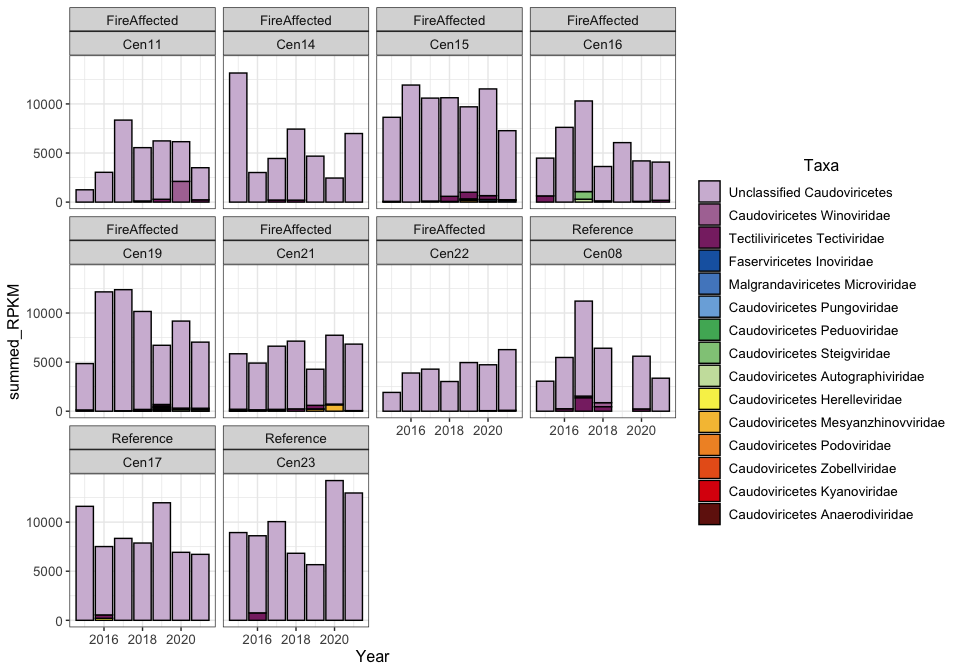 FireAffected FireAffected FireAffected FireAffected
Cen11 Cen14 Cen15 Cen16
10000
5000
0
FireAffected FireAffected FireAffected Reference
Cen19 Cen21 Cen22 Cen08
10000
5000
0
2016 2018 2020 2016 2018 2020
Reference Reference
Cen17 Cen23
10000
5000
0
2016 2018 2020 2016 2018 2020
Year
summed_RPKM
Taxa
Unclassified Caudoviricetes
Caudoviricetes Winoviridae
Tectiliviricetes Tectiviridae
Faserviricetes Inoviridae
Malgrandaviricetes Microviridae
Caudoviricetes Pungoviridae
Caudoviricetes Peduoviridae
Caudoviricetes Steigviridae
Caudoviricetes Autographiviridae
Caudoviricetes Herelleviridae
Caudoviricetes Mesyanzhinovviridae
Caudoviricetes Podoviridae
Caudoviricetes Zobellviridae
Caudoviricetes Kyanoviridae
Caudoviricetes Anaerodiviridae